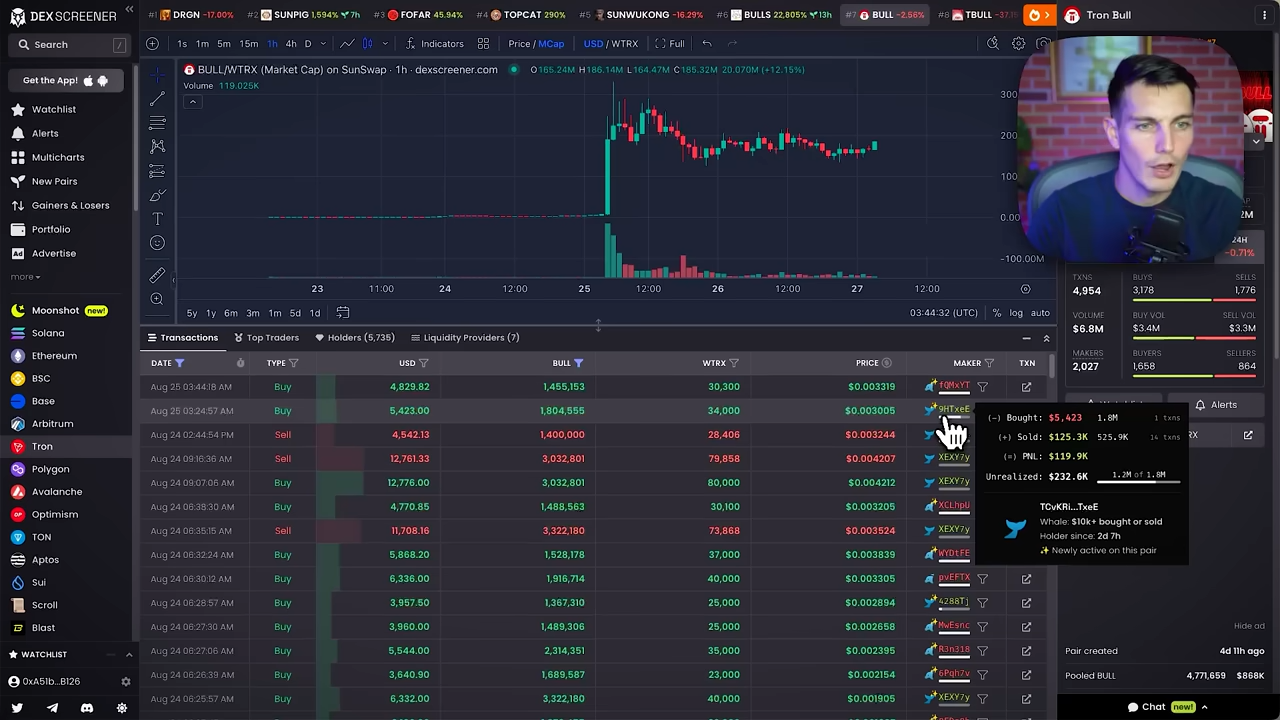 DEX SCREENER
#1 DRGN -17.00%
#2 SUNPIG 1,594% 7h
#3 FOFAR 45.94%
#4 TOPCAT 290%
#5 SUNWUKONG -16.29%
#6 BULLS 22,805% 13h
#7 BULL -2.56%
#8 TBULL
Tron Bull
Search /
1s 1m 5m 15m 1h 4h D
Indicators
Price / MCap
USD / WTRX
Full
Get the App!
Watchlist
Alerts
Multicharts
New Pairs
Gainers & Losers
Portfolio
Advertise
more
Moonshot new!
Solana
Ethereum
BSC
Base
Arbitrum
Tron
Polygon
Avalanche
Optimism
TON
Aptos
Sui
Scroll
Blast
WATCHLIST
0xA51b...B126
BULL/WTRX (Market Cap) on SunSwap · 1h · dexscreener.com
O165.24M H186.14M L164.47M C185.32M 20.070M (+12.15%)
Volume 119.025K
0.00
-100.00M
23 11:00 24 12:00 25 12:00 26 12:00 27 12:00
5y 1y 6m 3m 1m 5d 1d
03:44:32 (UTC) % log auto
Transactions
Top Traders
Holders (5,735)
Liquidity Providers (7)
DATE TYPE USD BULL WTRX PRICE MAKER TXN
Aug 25 03:44:18 AM Buy 4,829.82 1,455,153 30,300 $0.003319 fQMxYT
Aug 25 03:24:57 AM Buy 5,423.00 1,804,555 34,000 $0.003005 9HTxeE
Aug 24 02:44:54 PM Sell 4,542.13 1,400,000 28,406 $0.003244
Aug 24 09:16:36 AM Sell 12,761.33 3,032,801 79,858 $0.004207 XEXY7y
Aug 24 09:07:06 AM Buy 12,776.00 3,032,801 80,000 $0.004212 XEXY7y
Aug 24 06:38:28 AM Buy 4,770.85 1,488,563 30,100 $0.003205 XCLhpU
Aug 24 06:35:15 AM Sell 11,708.16 3,322,180 73,868 $0.003524 XEXY7y
Aug 24 06:32:24 AM Buy 5,868.20 1,528,178 37,000 $0.003839 WYDtFE
Aug 24 06:30:12 AM Buy 6,336.00 1,916,714 40,000 $0.003305 pvEFTX
Aug 24 06:28:57 AM Buy 3,957.50 1,367,310 25,000 $0.002894 4288Tj
Aug 24 06:27:30 AM Buy 3,960.00 1,489,306 25,000 $0.002658 MwEsnc
Aug 24 06:27:06 AM Buy 5,544.00 2,314,351 35,000 $0.002395 R3n318
Aug 24 06:26:39 AM Buy 3,640.90 1,689,587 23,000 $0.002154 6Pqh7v
Aug 24 06:25:57 AM Buy 6,332.00 3,322,180 40,000 $0.001905 XEXY7y
(-) Bought: $5,423 1.8M 1 txns
(+) Sold: $125.3K 525.9K 14 txns
(=) PNL: $119.9K
Unrealized: $232.6K 1.2M of 1.8M
TCvKRi...TxeE
Whale: $10k+ bought or sold
Holder since: 2d 7h
Newly active on this pair
24H
-0.71%
TXNS
4,954
BUYS
3,178
SELLS
1,776
VOLUME
$6.8M
BUY VOL
$3.4M
SELL VOL
$3.3M
MAKERS
2,027
BUYERS
1,658
SELLERS
864
Alerts
Hide ad
Pair created 4d 11h ago
Pooled BULL 4,771,659 $868K
Chat new!